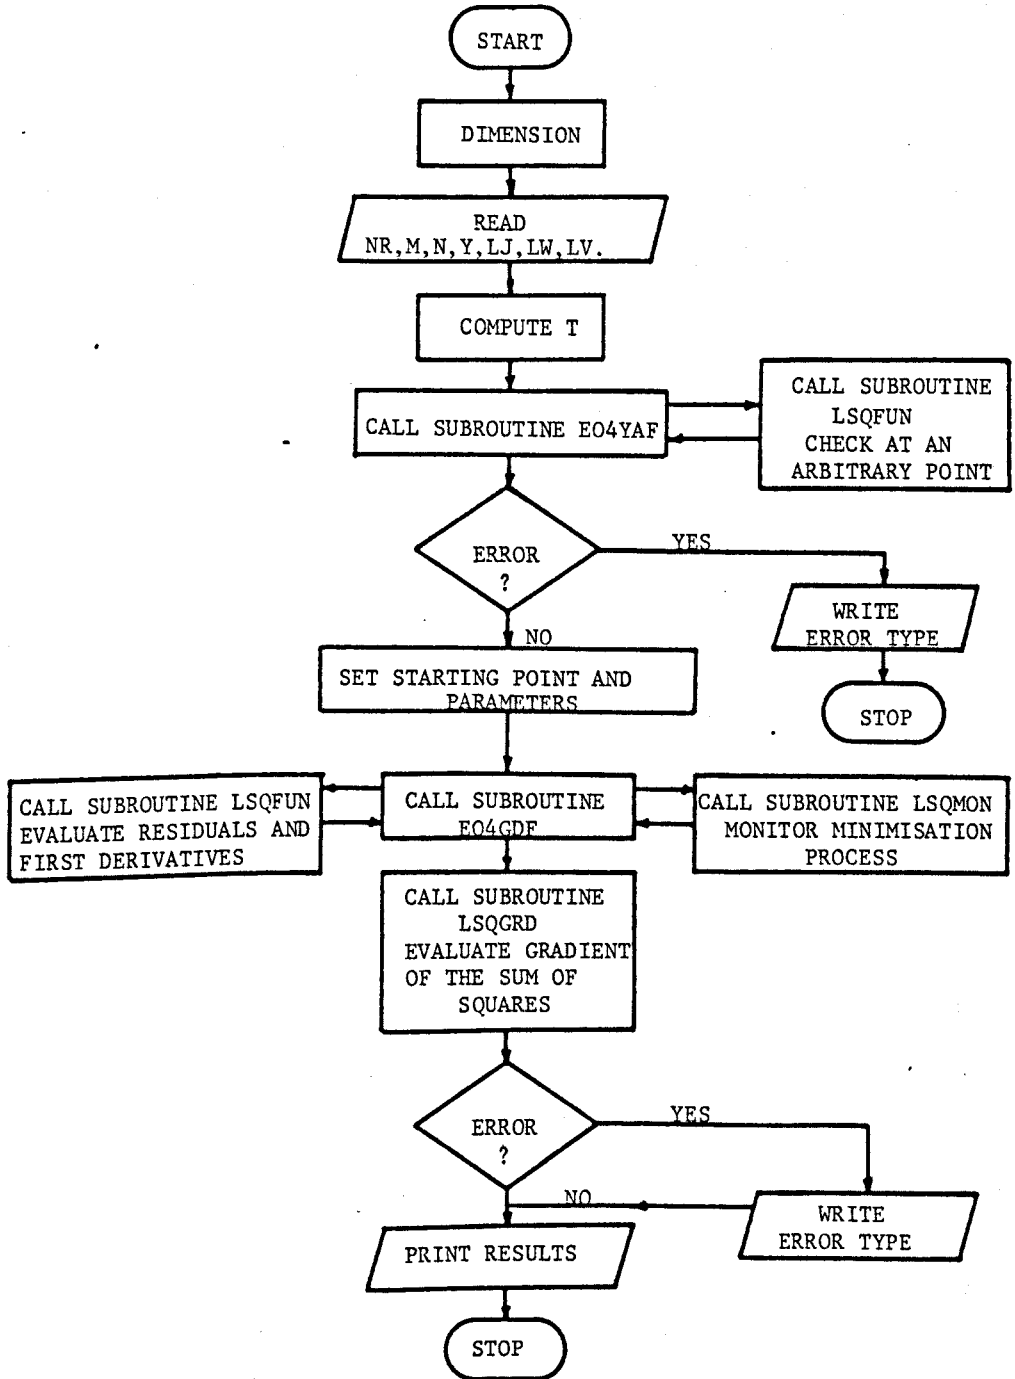 START
DIMENSION
READ
NR,M,N,Y,LJ,LW,LV.
COMPUTE T
CALL SUBROUTINE E04YAF
CALL SUBROUTINE
LSQFUN
CHECK AT AN
ARBITRARY POINT
ERROR
?
YES
WRITE
ERROR TYPE
STOP
NO
SET STARTING POINT AND
PARAMETERS
CALL SUBROUTINE LSQFUN
EVALUATE RESIDUALS AND
FIRST DERIVATIVES
CALL SUBROUTINE
E04GDF
CALL SUBROUTINE LSQMON
MONITOR MINIMISATION
PROCESS
CALL SUBROUTINE
LSQGRD
EVALUATE GRADIENT
OF THE SUM OF
SQUARES
ERROR
?
YES
WRITE
ERROR TYPE
NO
PRINT RESULTS
STOP